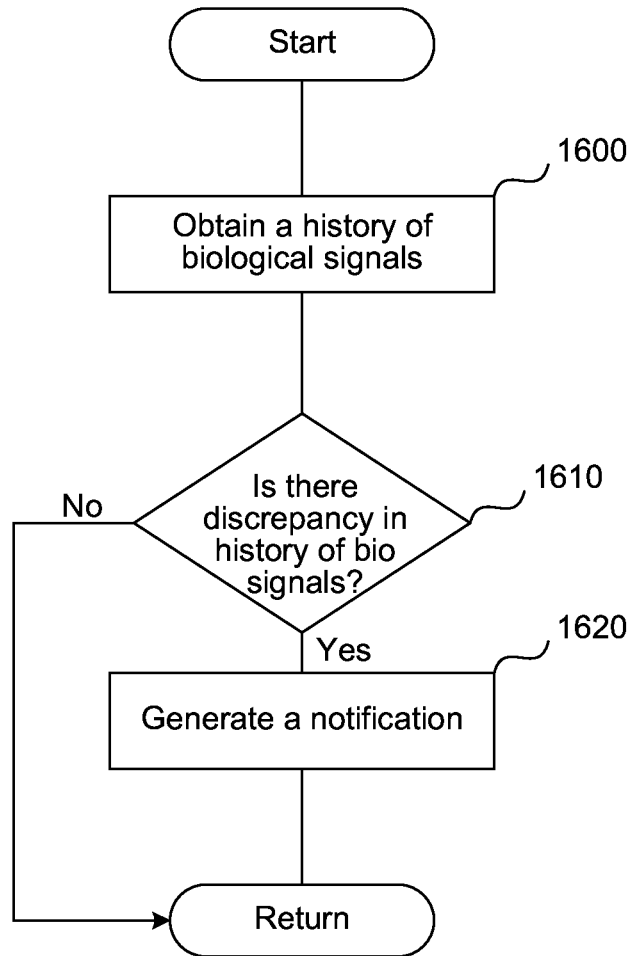 Start
1600
Obtain a history of
biological signals
1610
No
Is there
discrepancy in
history of bio
signals?
Yes
1620
Generate a notification
Return